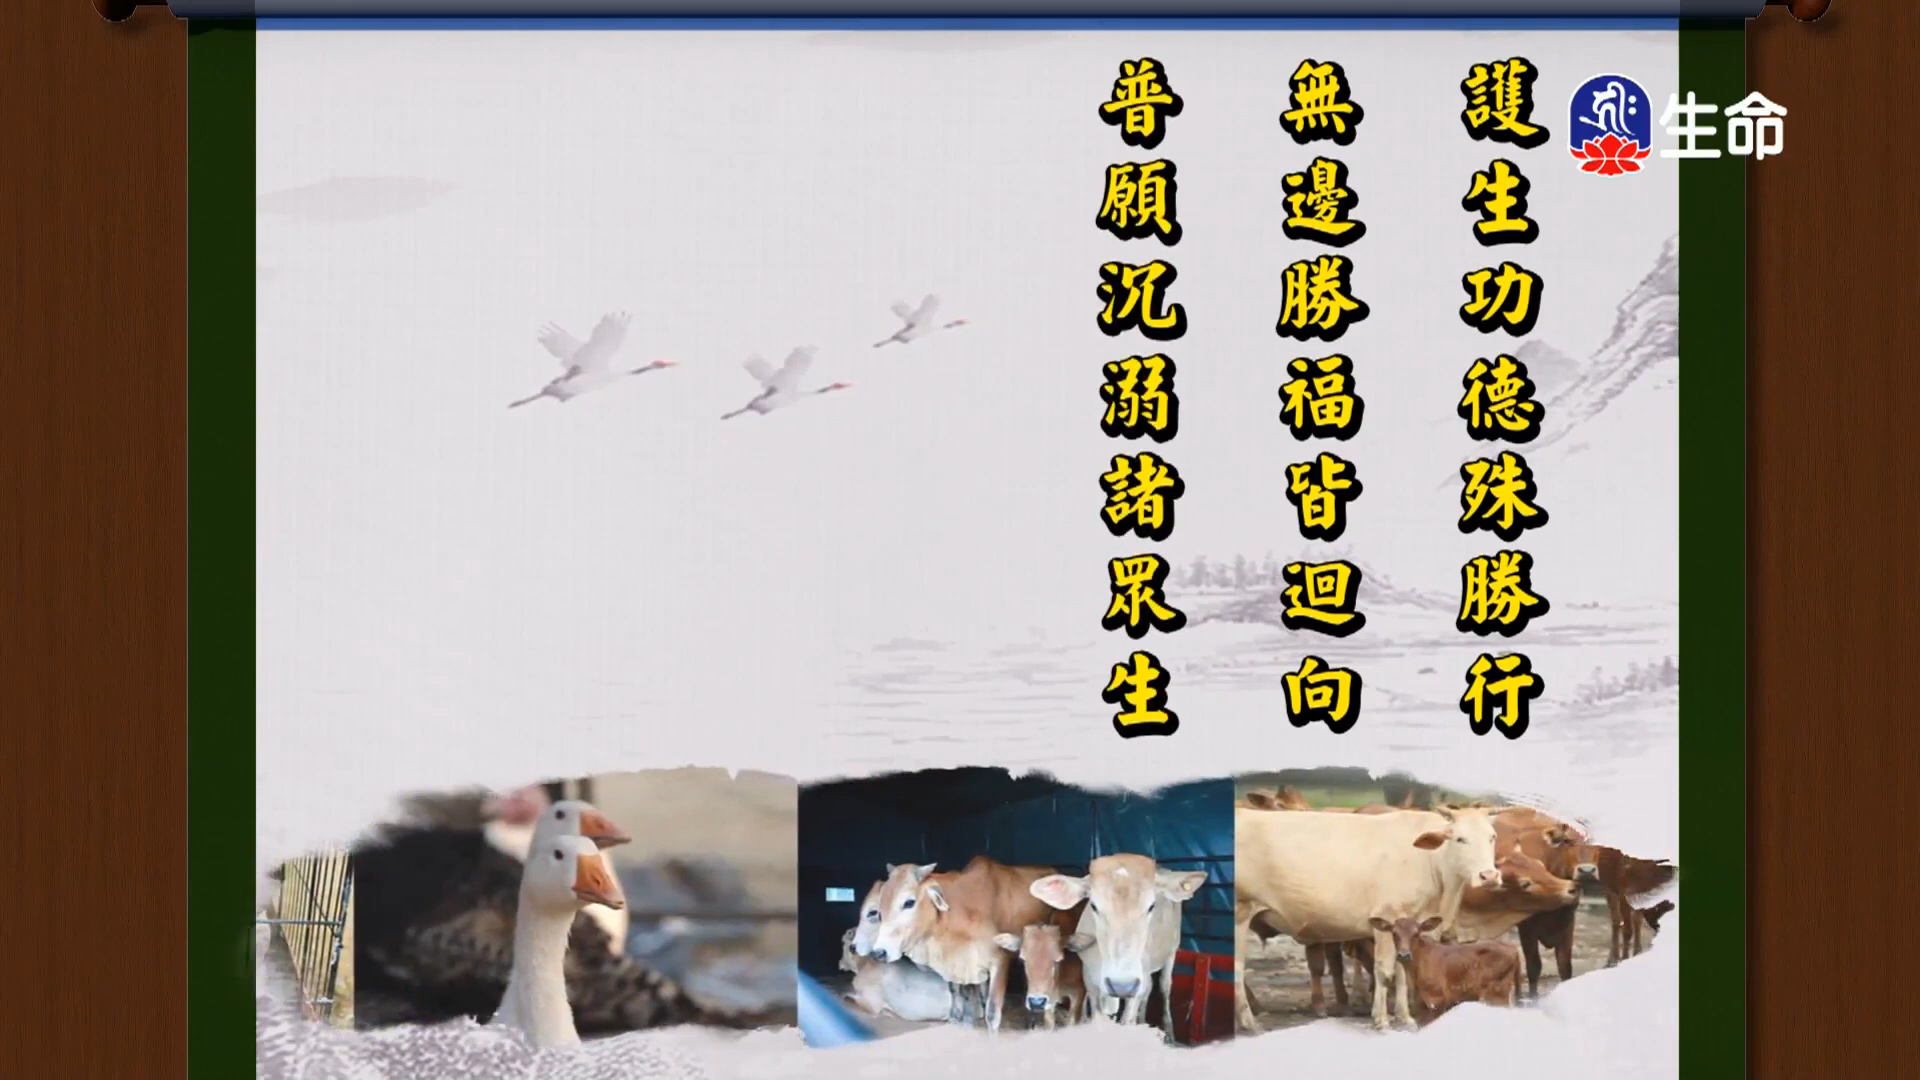 護生功德殊勝行
無邊勝福皆迴向
普願沉溺諸眾生
生命